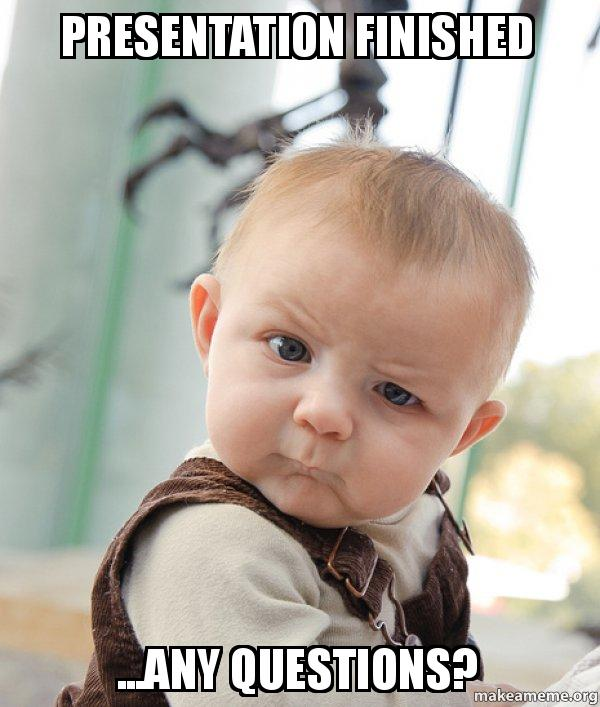 PRESENTATION FINISHED
...ANY QUESTIONS?
makeameme.org